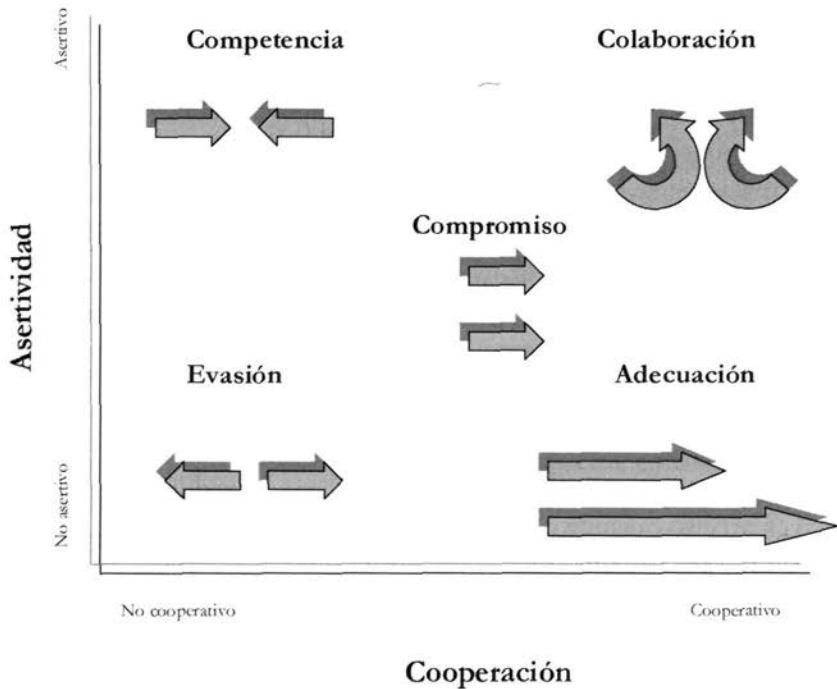 Asertivo
Competencia
Colaboración
Compromiso
Asertividad
Evasión
Adecuación
No asertivo
No cooperativo
Cooperativo
Cooperación